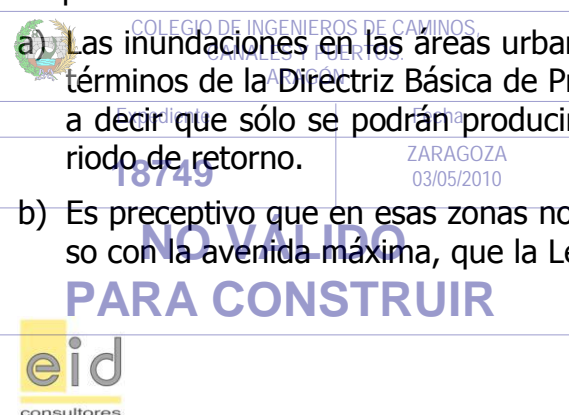 COLEGIO DE INGENIEROS DE CAMINOS,
CANALES Y PUERTOS.
ARAGÓN
a) Las inundaciones en las áreas urba
términos de la Directriz Básica de P
Expediente Fecha
a decir que sólo se podrán producir
riodo de retorno.
18749
ZARAGOZA
03/05/2010
b) Es preceptivo que en esas zonas no
so con la avenida máxima, que la Le
NO VÁLIDO
PARA CONSTRUIR
eid
consultores